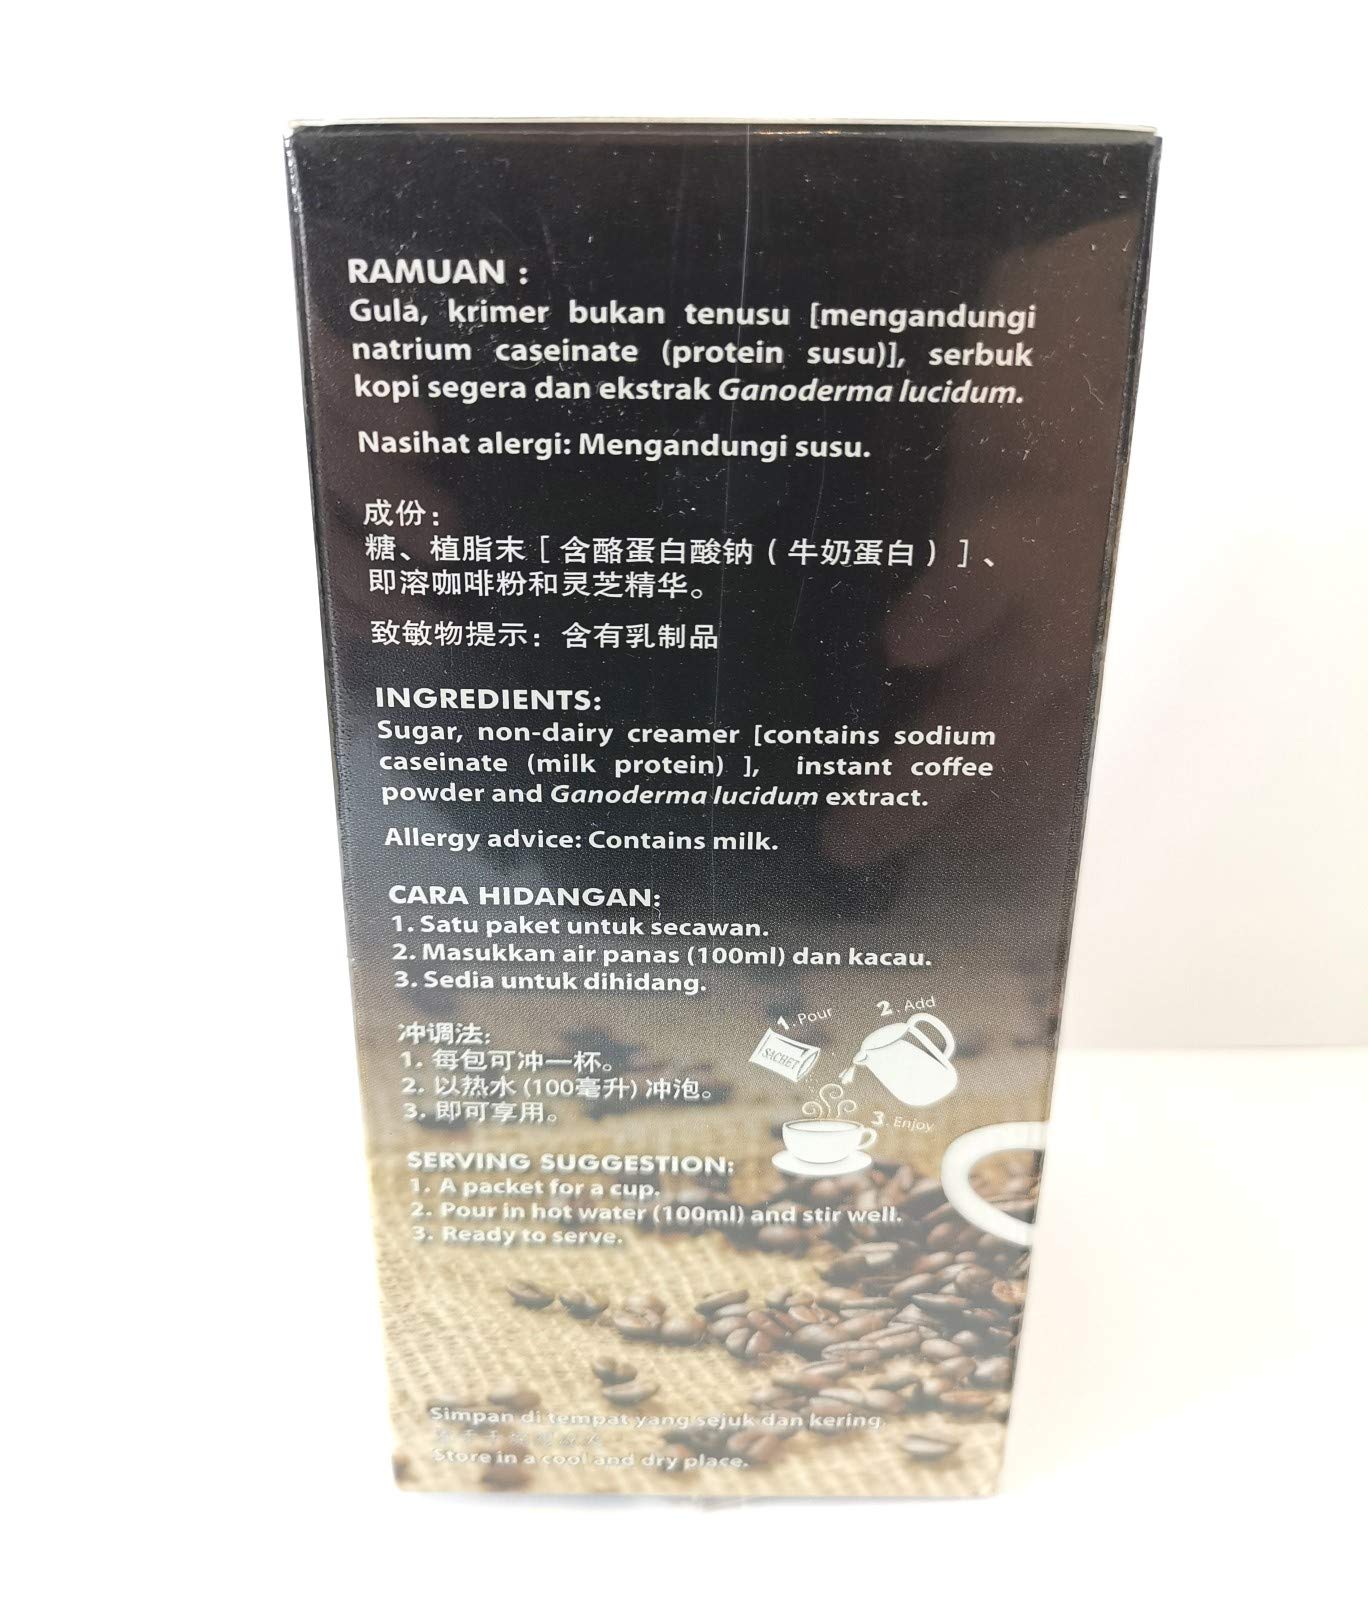 RAMUAN :
Gula, krimer bukan tenusu [mengandungi
natrium caseinate (protein susu)], serbuk
kopi segera dan ekstrak Ganoderma lucidum.
Nasihat alergi: Mengandungi susu.
成份：
糖、植脂末［含酪蛋白酸钠（牛奶蛋白）］、
即溶咖啡粉和灵芝精华。
致敏物提示：含有乳制品
INGREDIENTS:
Sugar, non-dairy creamer [contains sodium
caseinate (milk protein) ], instant coffee
powder and Ganoderma lucidum extract.
Allergy advice: Contains milk.
CARA HIDANGAN:
1. Satu paket untuk secawan.
2. Masukkan air panas (100ml) dan kacau.
3. Sedia untuk dihidang.
冲调法:
1. 每包可冲一杯。
2. 以热水 (100毫升) 冲泡。
3. 即可享用。
1. Pour
2. Add
SACHET
3. Enjoy
SERVING SUGGESTION:
1. A packet for a cup.
2. Pour in hot water (100ml) and stir well.
3. Ready to serve.
Simpan di tempat yang sejuk dan kering
Store in a cool and dry place.